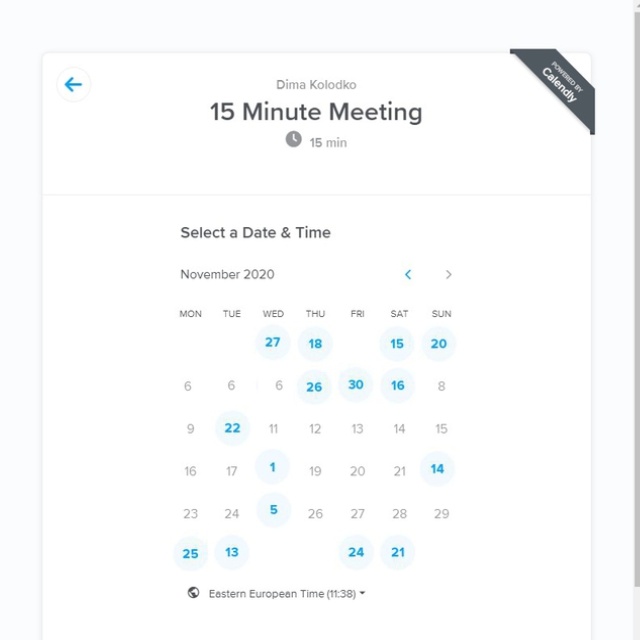 POWERED BY
Calendly
Dima Kolodko
15 Minute Meeting
15 min
Select a Date & Time
November 2020
MON TUE WED THU FRI SAT SUN
27 18 15 20
6 6 6 26 30 16 8
9 22 11 12 13 14 15
16 17 1 19 20 21 14
23 24 5 26 27 28 29
25 13 24 21
Eastern European Time (11:38)